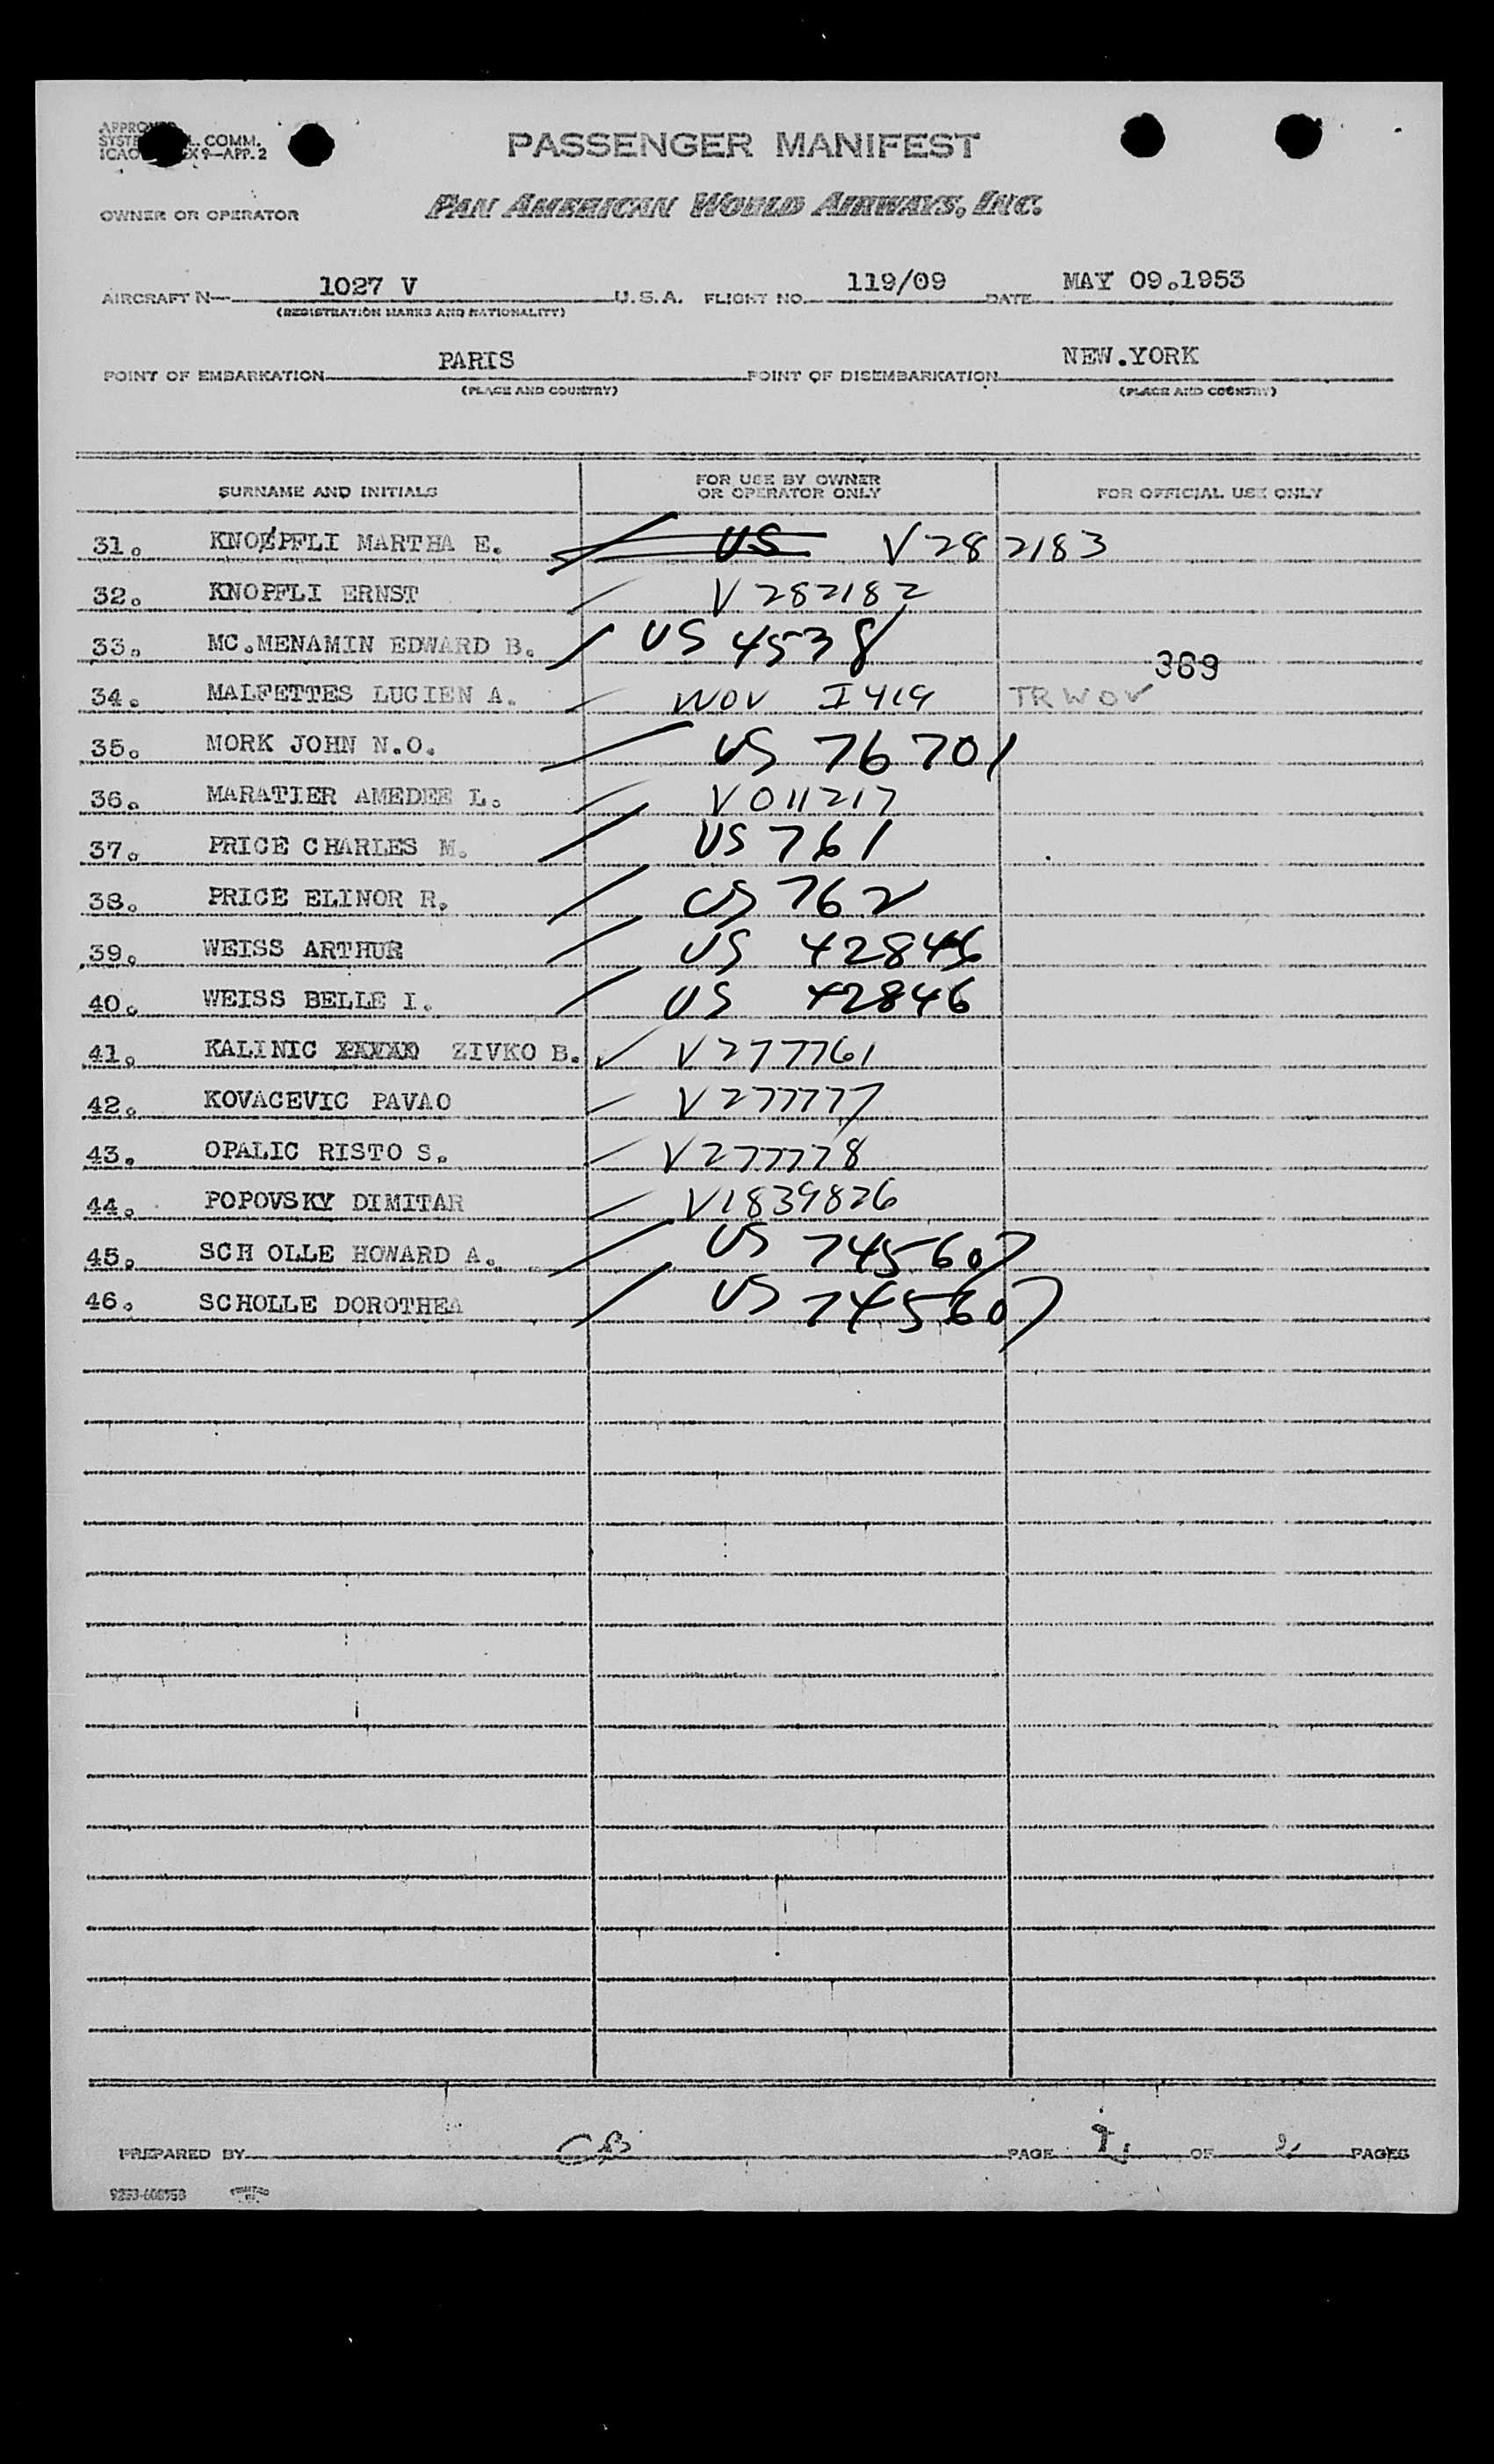 APPROVED
SYSTE L. COMM.
ICAO X 9—APP. 2
PASSENGER MANIFEST
OWNER OR OPERATOR PAN AMERICAN WORLD AIRWAYS, INC.
AIRCRAFT N— 1027 V U.S.A. FLIGHT NO. 119/09 DATE MAY 09.1953
(REGISTRATION MARKS AND NATIONALITY)
POINT OF EMBARKATION PARIS POINT OF DISEMBARKATION NEW.YORK
(PLACE AND COUNTRY) (PLACE AND COUNTRY)
SURNAME AND INITIALS FOR USE BY OWNER OR OPERATOR ONLY FOR OFFICIAL USE ONLY
31. KNOEPFLI MARTHA E. US V282183
32. KNOPFLI ERNST V282182
33. MC.MENAMIN EDWARD B. US 4538
369
34. MALFETTES LUCIEN A. WOV I419 TRWOV
35. MORK JOHN N.O. US 76701
36. MARATIER AMEDEE L. V011217
37. PRICE CHARLES M. US 761
38. PRICE ELINOR R. US 762
39. WEISS ARTHUR US 42846
40. WEISS BELLE I. US 42846
41. KALINIC XXXXX ZIVKO B. V277761
42. KOVACEVIC PAVAO V277777
43. OPALIC RISTO S. V277778
44. POPOVSKY DIMITAR V1839826
45. SCH OLLE HOWARD A. US 745607
46. SCHOLLE DOROTHEA US 745607
PREPARED BY CB PAGE OF 2 PAGES